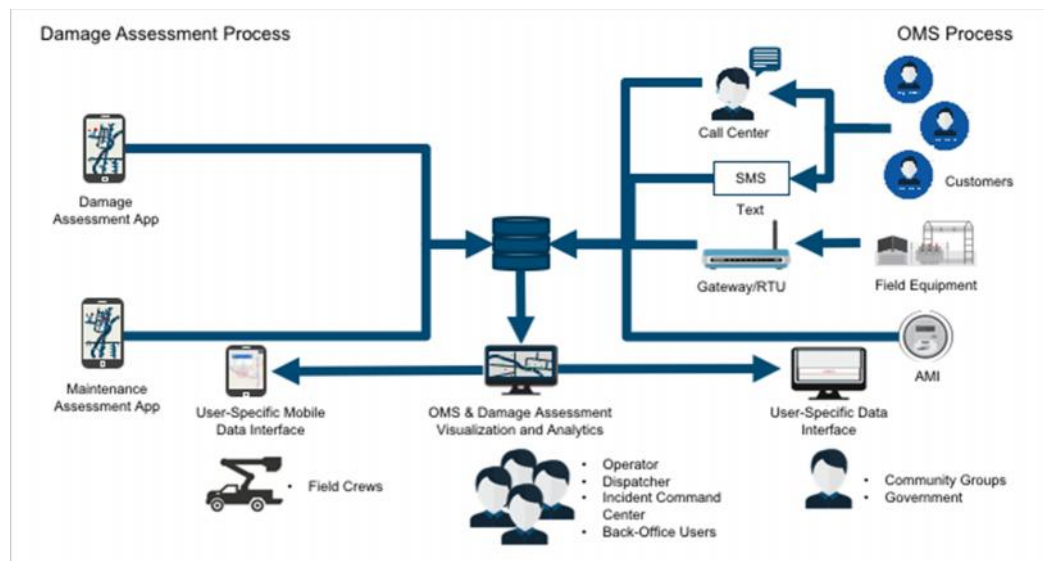 Damage Assessment Process
OMS Process
Call Center
Damage
Assessment App
SMS
Text
Customers
Gateway/RTU
Field Equipment
Maintenance
Assessment App
AMI
User-Specific Mobile
Data Interface
OMS & Damage Assessment
Visualization and Analytics
User-Specific Data
Interface
• Field Crews
• Operator
• Dispatcher
• Incident Command
Center
• Back-Office Users
• Community Groups
• Government